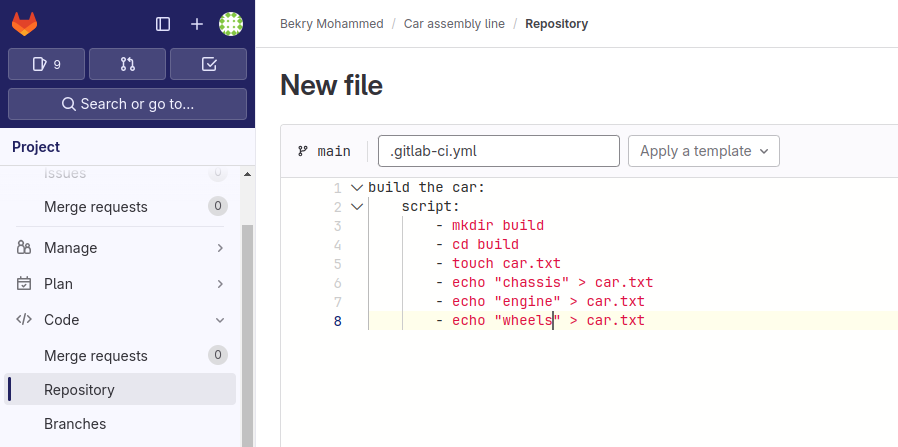 Bekry Mohammed / Car assembly line / Repository
9
Search or go to...
Project
Issues 0
Merge requests 0
Manage
Plan
Code
Merge requests 0
Repository
Branches
New file
main .gitlab-ci.yml Apply a template
1 build the car:
2 script:
3 - mkdir build
4 - cd build
5 - touch car.txt
6 - echo "chassis" > car.txt
7 - echo "engine" > car.txt
8 - echo "wheels" > car.txt